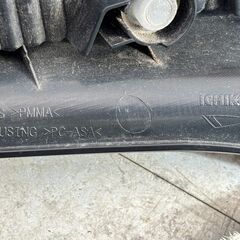 S >PMMA<
USING >PC-ASA<
ICHIK